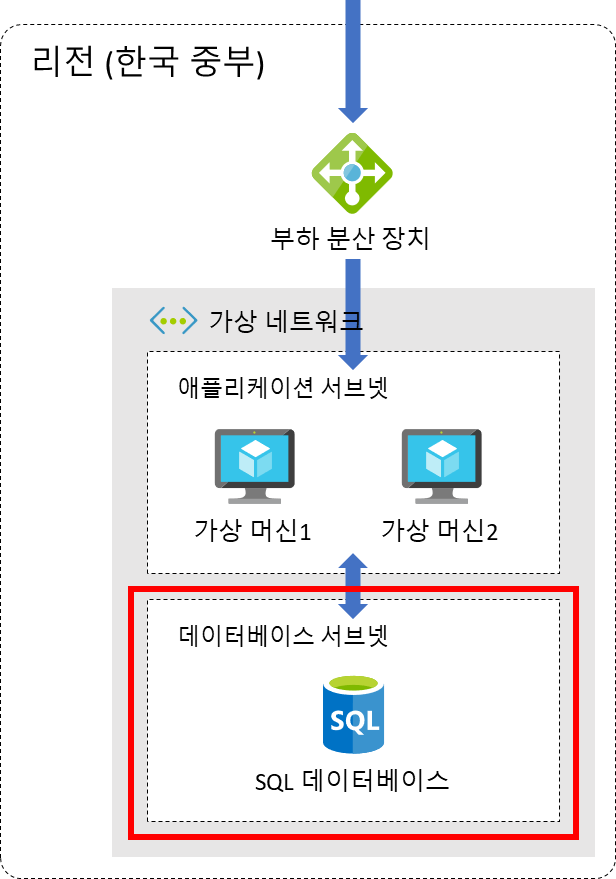 리전 (한국 중부)
부하 분산 장치
가상 네트워크
애플리케이션 서브넷
가상 머신1
가상 머신2
데이터베이스 서브넷
SQL
SQL 데이터베이스